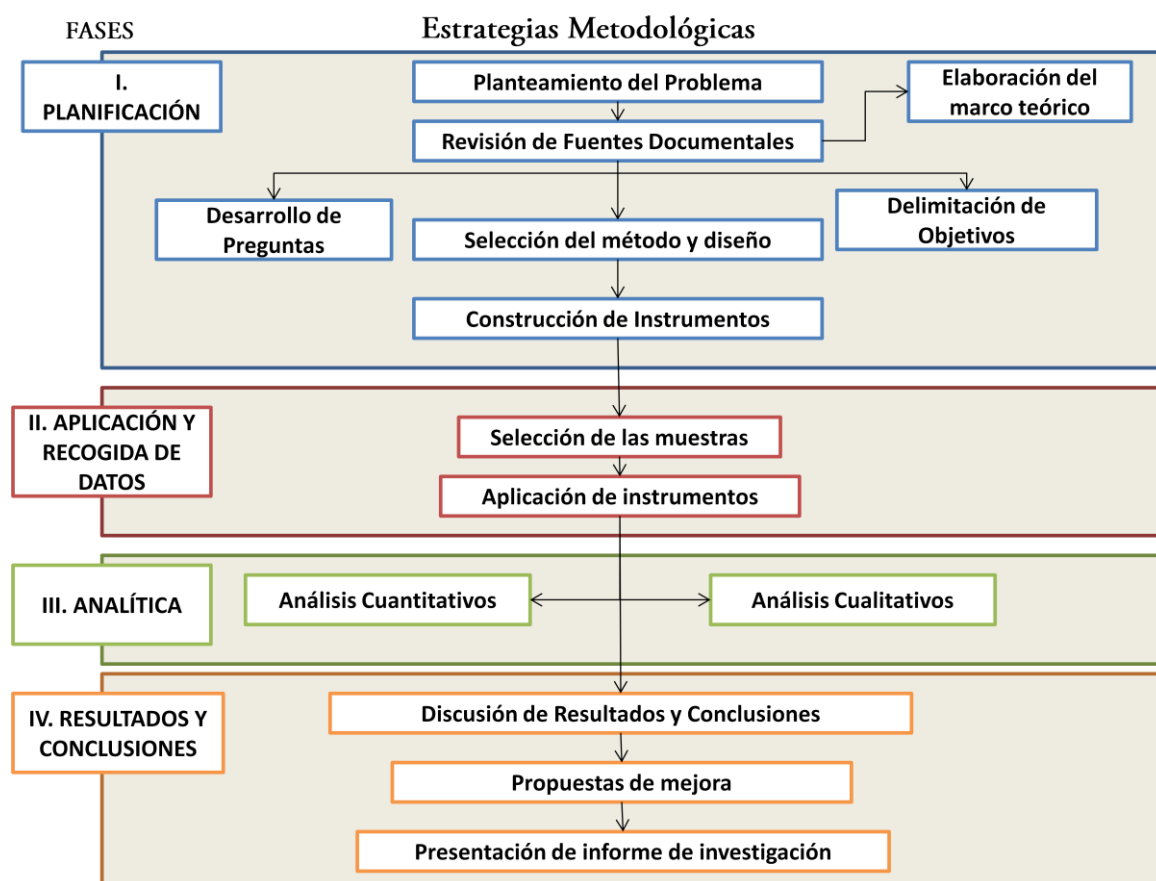 FASES
Estrategias Metodológicas
I.
PLANIFICACIÓN
Planteamiento del Problema
Elaboración del
marco teórico
Revisión de Fuentes Documentales
Desarrollo de
Preguntas
Selección del método y diseño
Delimitación de
Objetivos
Construcción de Instrumentos
II. APLICACIÓN Y
RECOGIDA DE
DATOS
Selección de las muestras
Aplicación de instrumentos
III. ANALÍTICA
Análisis Cuantitativos
Análisis Cualitativos
IV. RESULTADOS Y
CONCLUSIONES
Discusión de Resultados y Conclusiones
Propuestas de mejora
Presentación de informe de investigación